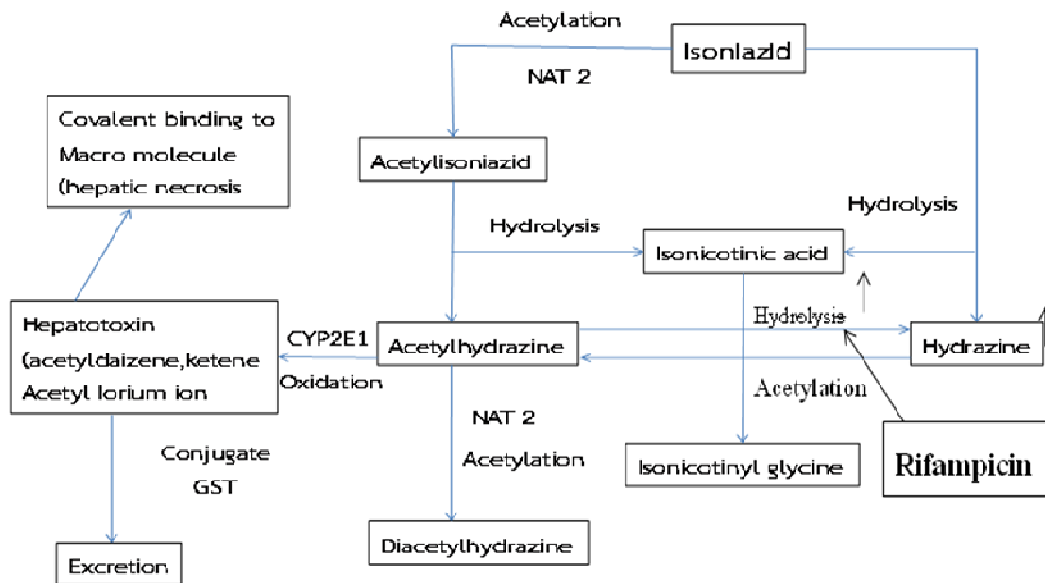 Acetylation
Isoniazid
NAT 2
Covalent binding to
Macro molecule
(hepatic necrosis
Acetylisoniazid
Hydrolysis
Hydrolysis
Isonicotinic acid
Hepatotoxin
(acetyldaizene,ketene
Acetyl lorium ion
CYP2E1
Oxidation
Acetylhydrazine
Hydrolysis
Hydrazine
Acetylation
NAT 2
Acetylation
Conjugate
GST
Isonicotinyl glycine
Rifampicin
Excretion
Diacetylhydrazine